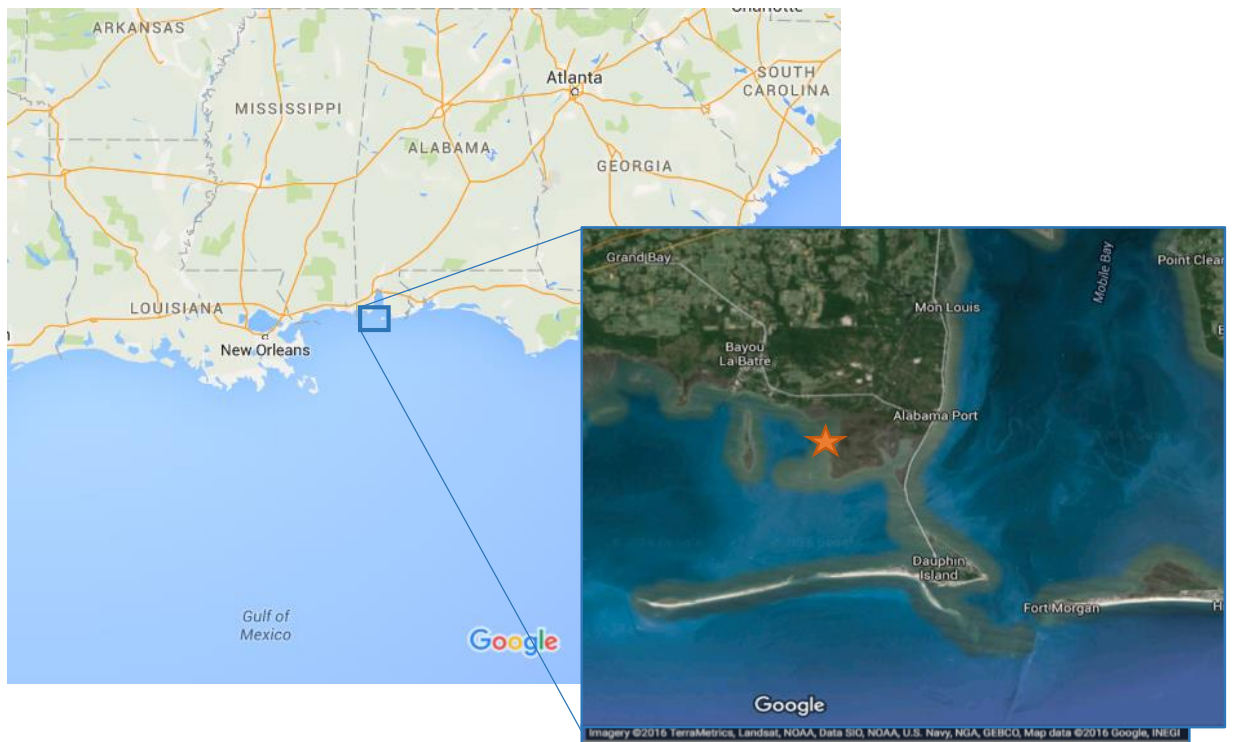 Charlotte
ARKANSAS
Atlanta
SOUTH
CAROLINA
MISSISSIPPI
ALABAMA
GEORGIA
LOUISIANA
New Orleans
Gulf of
Mexico
Google
Grand Bay
Mobile Bay
Point Clear
Mon Louis
Bayou
La Batre
Alabama Port
Dauphin
Island
Fort Morgan
H
Google
Imagery ©2016 TerraMetrics, Landsat, NOAA, Data SIO, NOAA, U.S. Navy, NGA, GEBCO, Map data ©2016 Google, INEGI